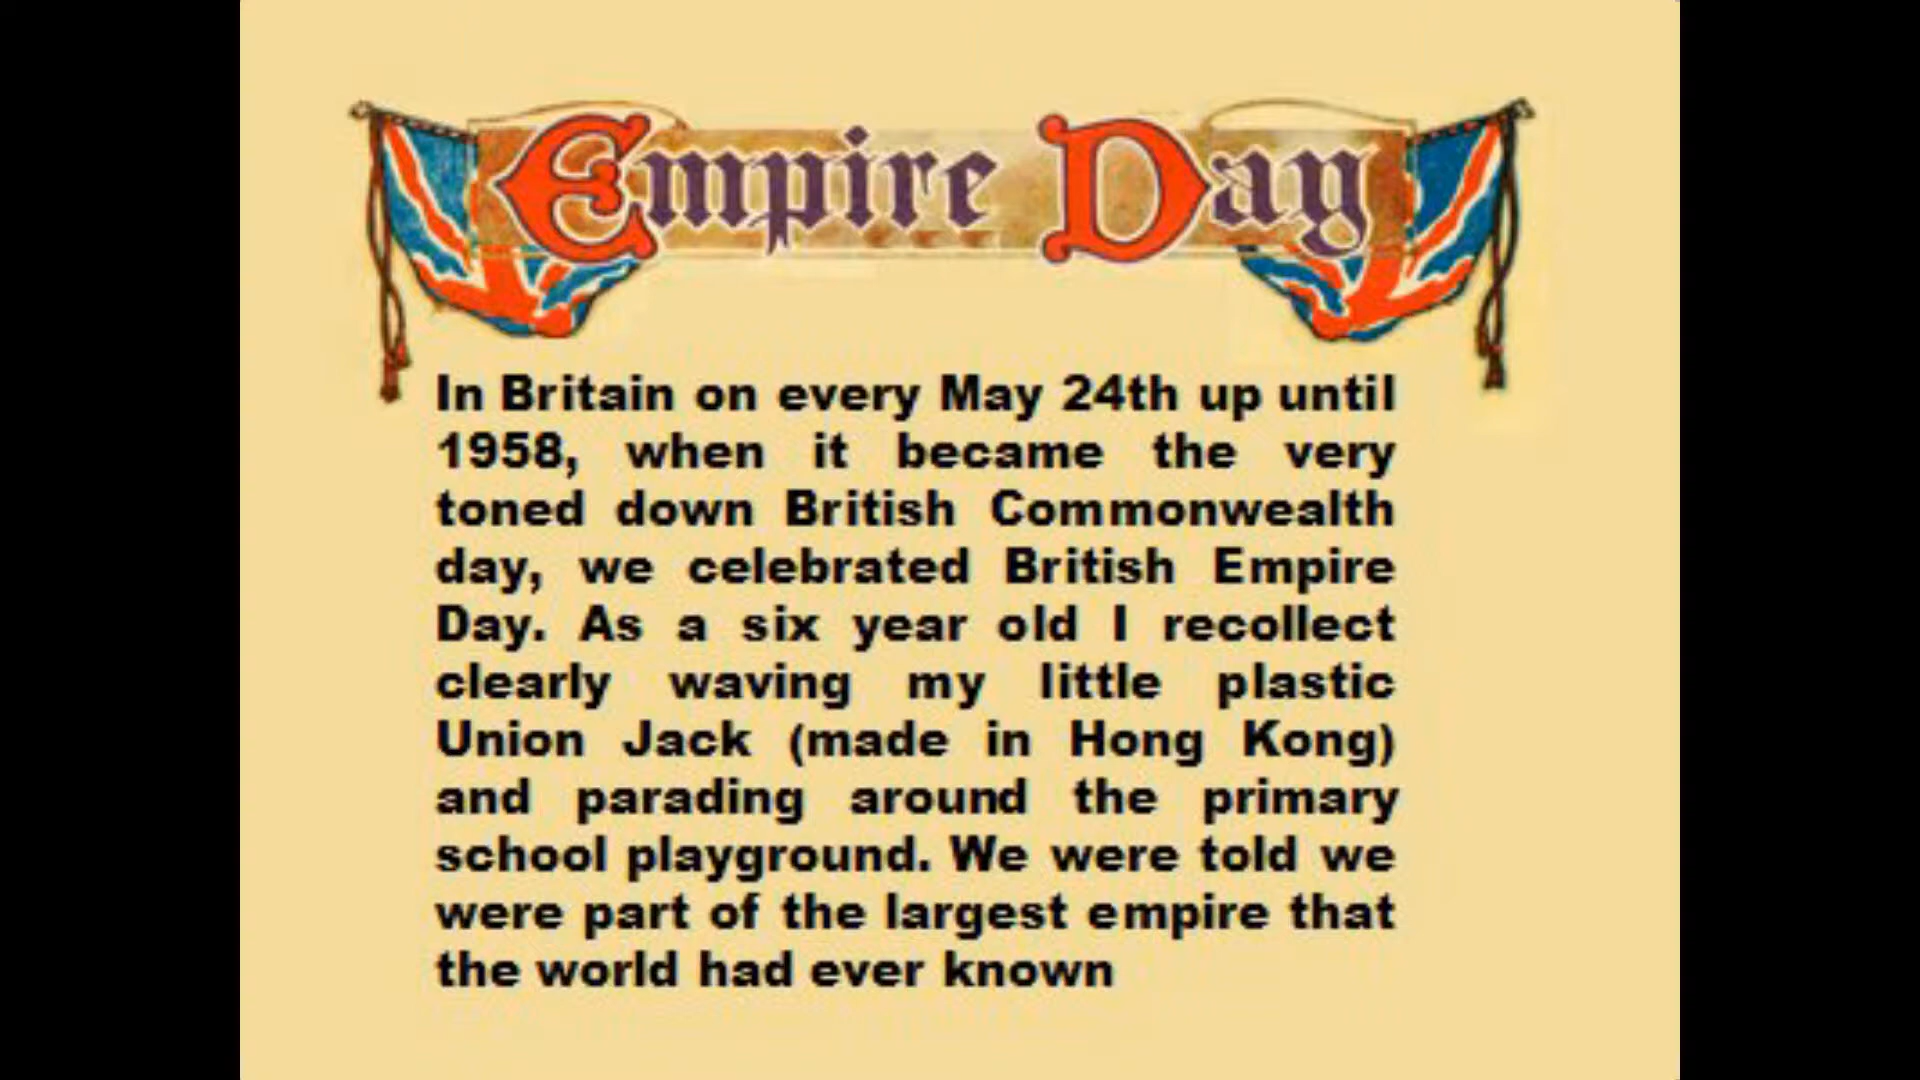 Empire Day
In Britain on every May 24th up until
1958, when it became the very
toned down British Commonwealth
day, we celebrated British Empire
Day. As a six year old I recollect
clearly waving my little plastic
Union Jack (made in Hong Kong)
and parading around the primary
school playground. We were told we
were part of the largest empire that
the world had ever known